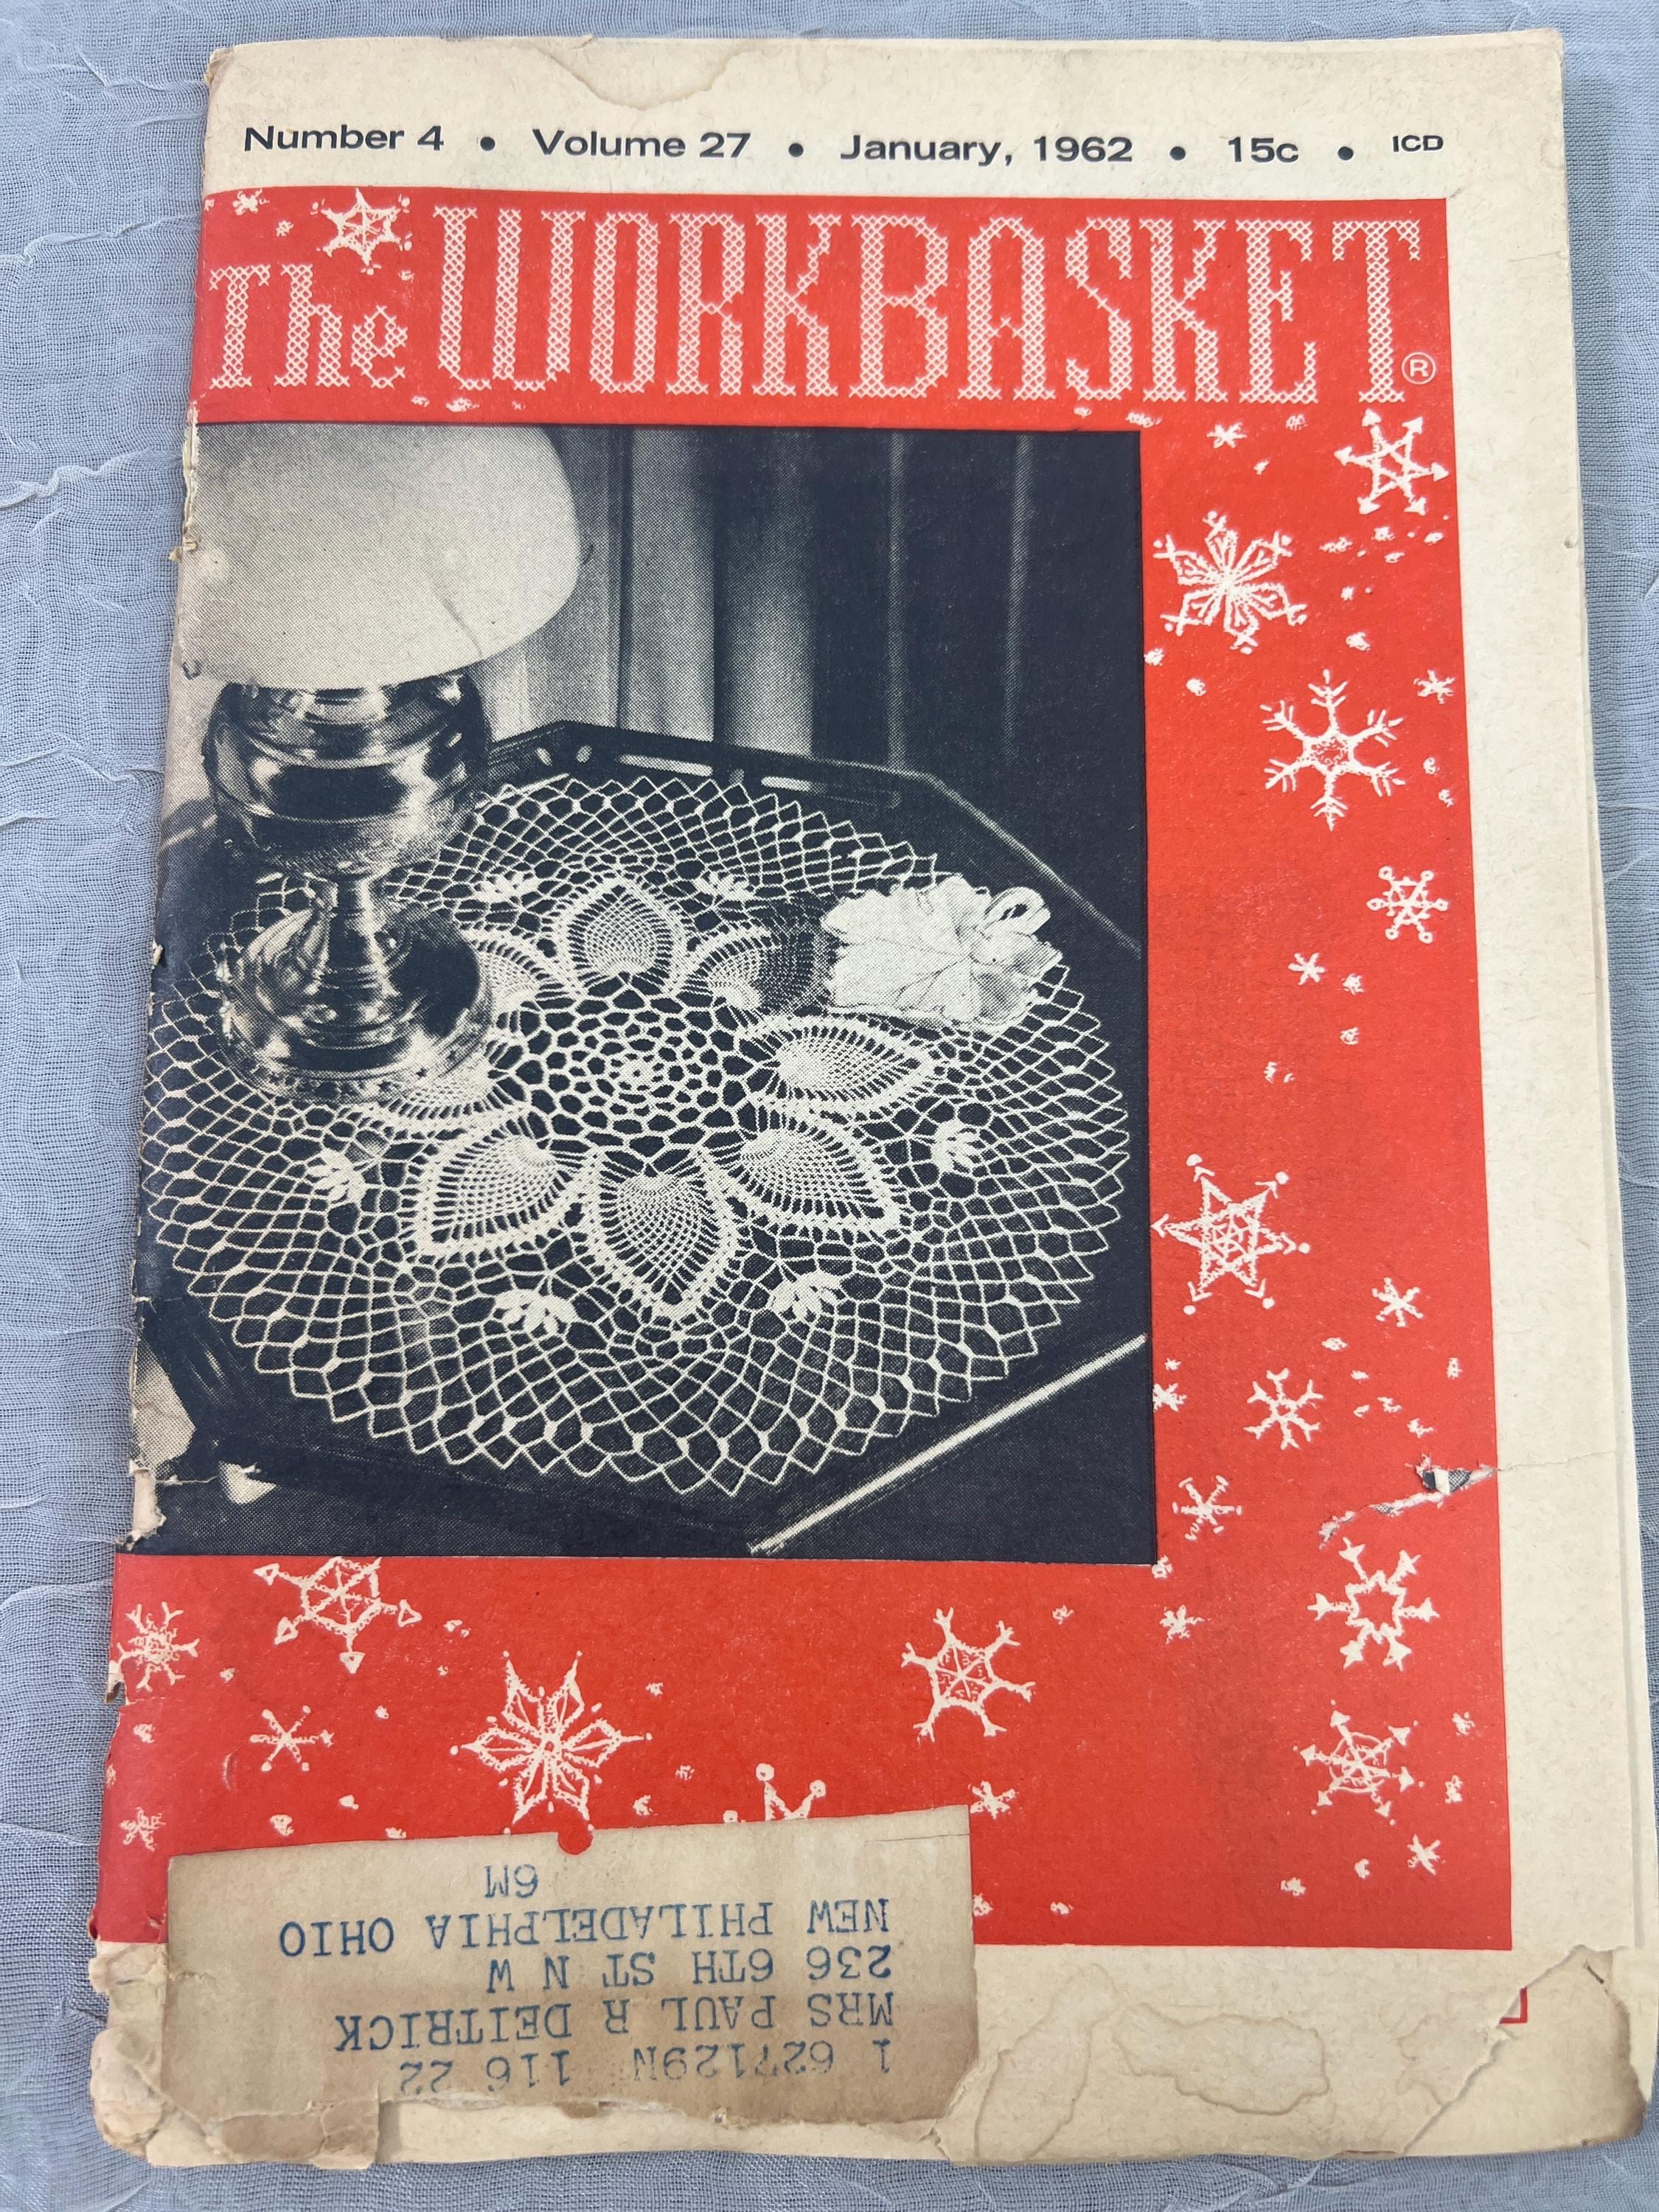 Number 4 • Volume 27 • January, 1962 • 15c • ICD
The WORKBASKET®
1 627129N 116 22
MRS PAUL R DEITRICK
236 6TH ST N W
NEW PHILADELPHIA OHIO
6M